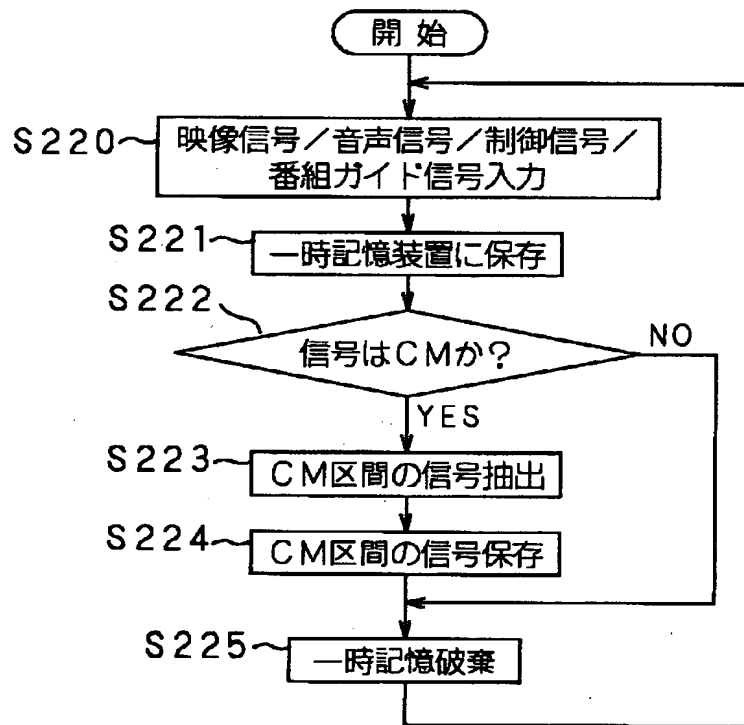 開始
S220
映像信号／音声信号／制御信号／
番組ガイド信号入力
S221
一時記憶装置に保存
S222
信号はCMか？
NO
YES
S223
CM区間の信号抽出
S224
CM区間の信号保存
S225
一時記憶破棄